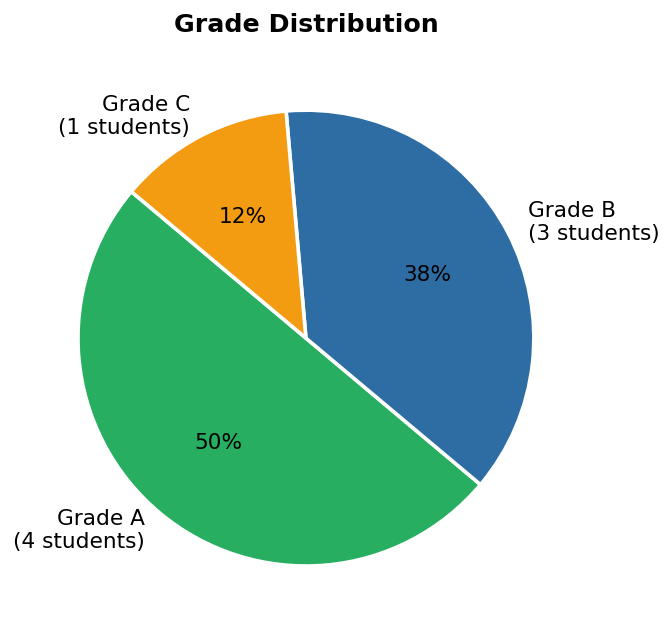 Grade Distribution
Grade C
(1 students)
12%
Grade B
(3 students)
38%
50%
Grade A
(4 students)